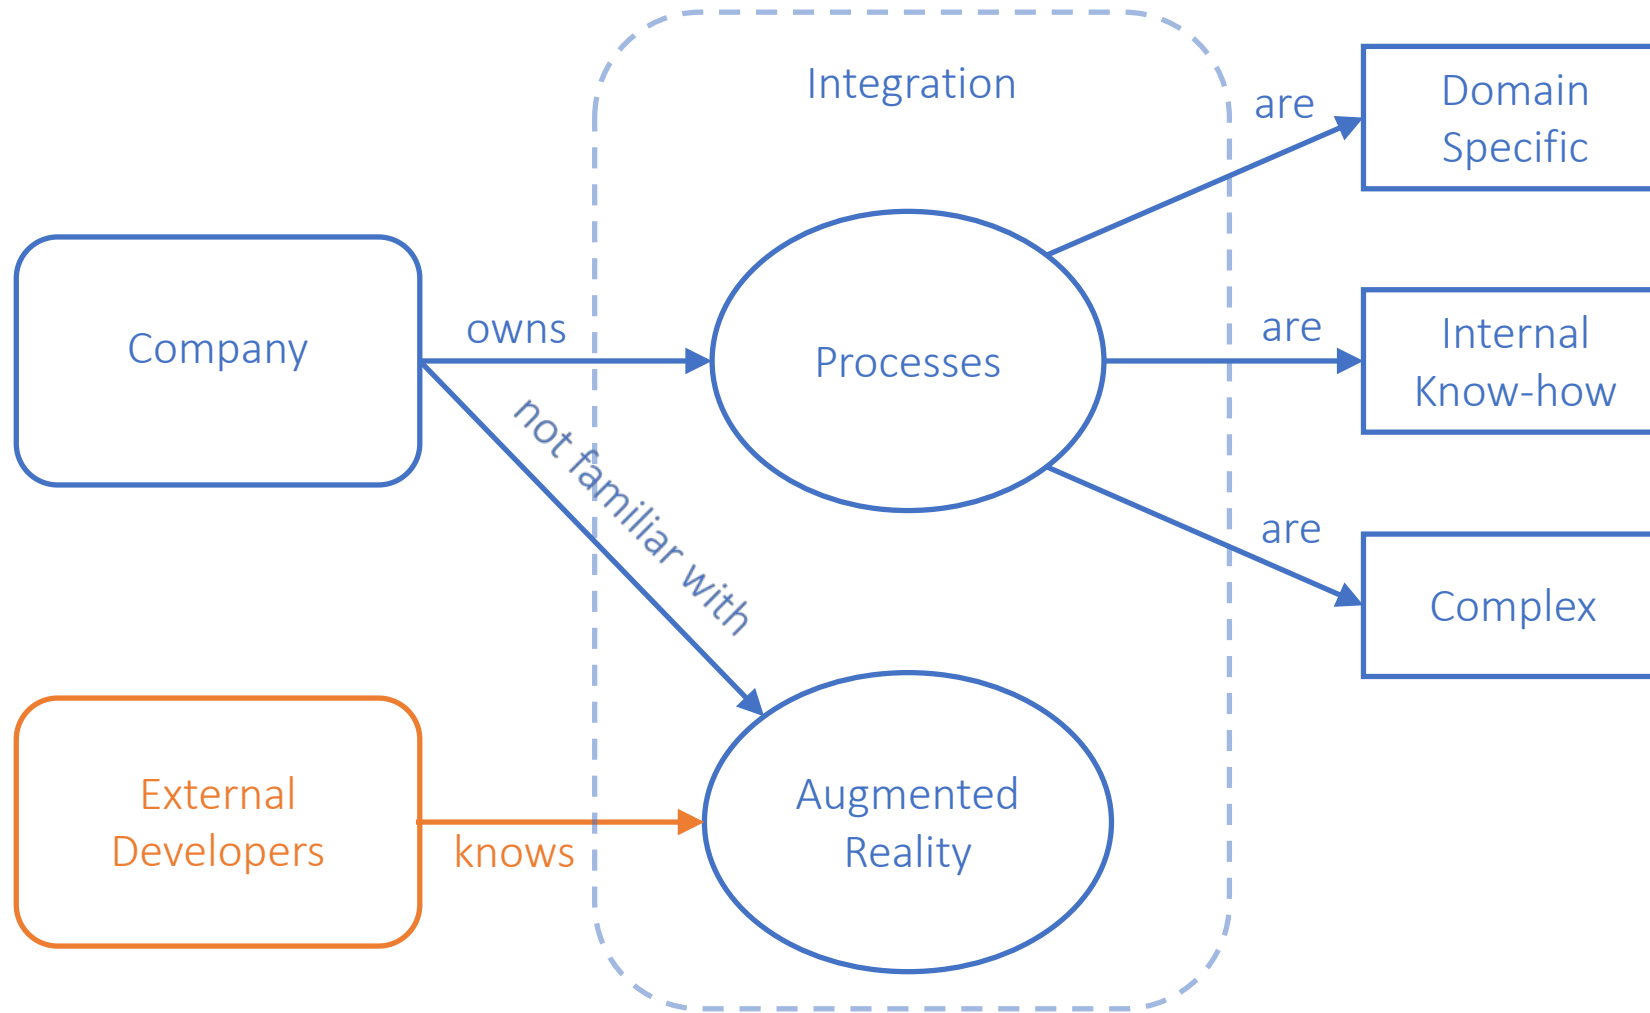 Integration
are
Domain
Specific
Company
owns
Processes
are
Internal
Know-how
not familiar with
are
Complex
External
Developers
knows
Augmented
Reality